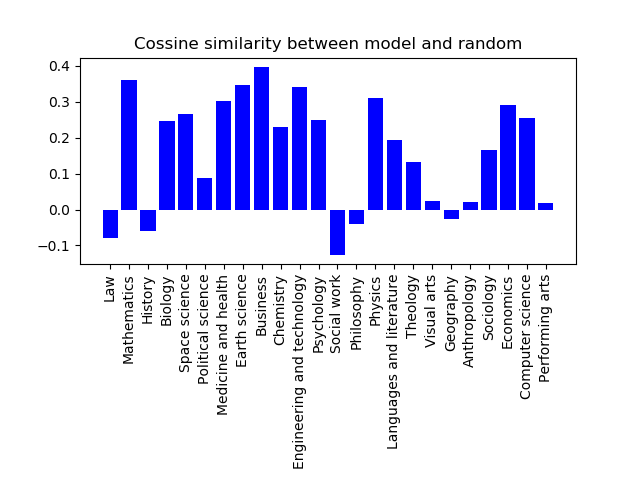 Cossine similarity between model and random
0.4
0.3
0.2
0.1
0.0
−0.1
Law
Mathematics
History
Biology
Space science
Political science
Medicine and health
Earth science
Business
Chemistry
Engineering and technology
Psychology
Social work
Philosophy
Physics
Languages and literature
Theology
Visual arts
Geography
Anthropology
Sociology
Economics
Computer science
Performing arts